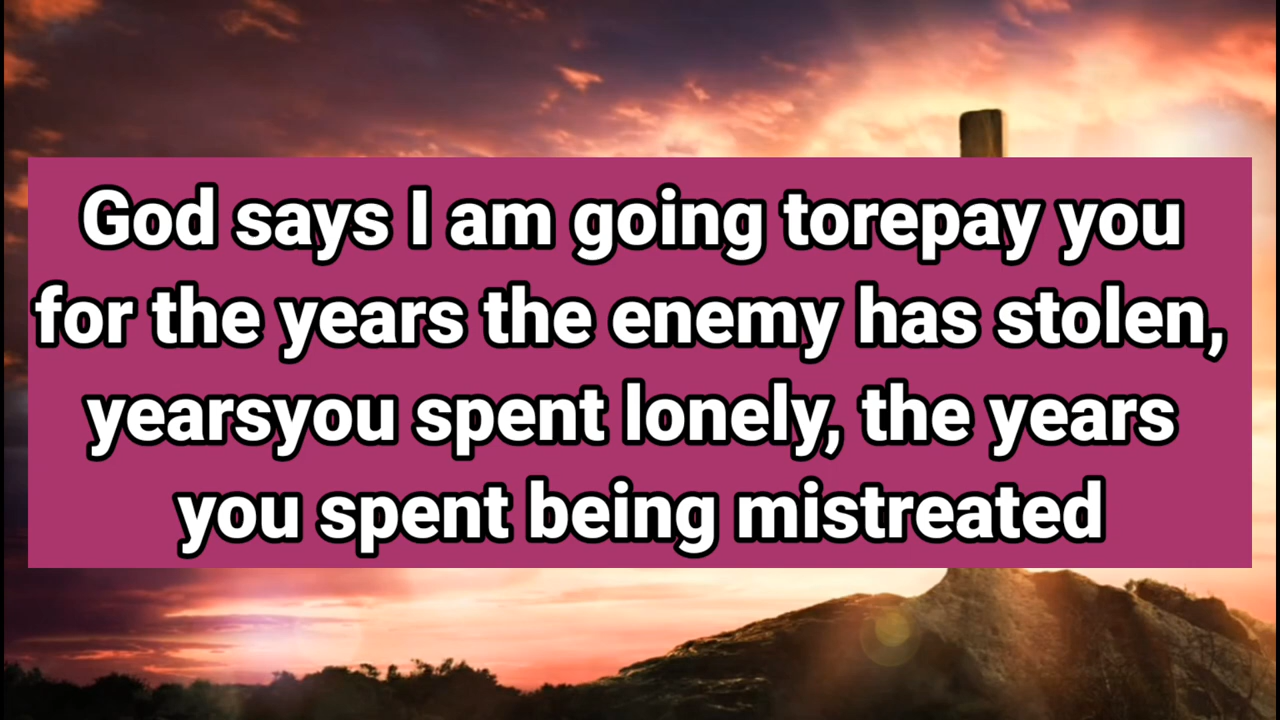 God says I am going torepay you
for the years the enemy has stolen,
yearsyou spent lonely, the years
you spent being mistreated